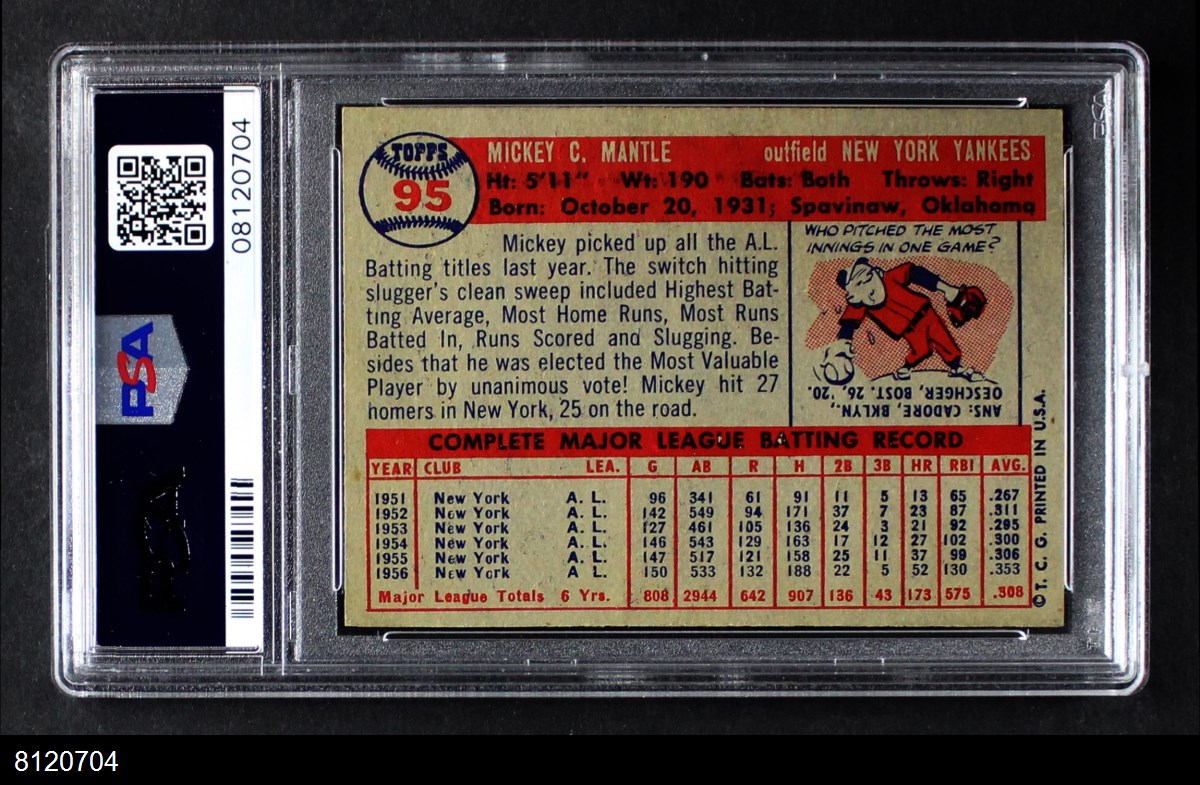 PSA
08120704
TOPPS
95
MICKEY C. MANTLE outfield NEW YORK YANKEES
Ht: 5'11" Wt: 190 Bats: Both Throws: Right
Born: October 20, 1931; Spavinaw, Oklahoma
Mickey picked up all the A.L.
Batting titles last year. The switch hitting
slugger's clean sweep included Highest Bat-
ting Average, Most Home Runs, Most Runs
Batted In, Runs Scored and Slugging. Be-
sides that he was elected the Most Valuable
Player by unanimous vote! Mickey hit 27
homers in New York, 25 on the road.
WHO PITCHED THE MOST
INNINGS IN ONE GAME?
ANS: CADORE, BKLYN.,
OESCHGER, BOST. 26, '20.
COMPLETE MAJOR LEAGUE BATTING RECORD
YEAR CLUB LEA. G AB R H 2B 3B HR RBI AVG.
1951 New York A. L. 96 341 61 91 11 5 13 65 .267
1952 New York A. L. 142 549 94 171 37 7 23 87 .311
1953 New York A. L. 127 461 105 136 24 3 21 92 .295
1954 New York A. L. 146 543 129 163 17 12 27 102 .300
1955 New York A. L. 147 517 121 158 25 11 37 99 .306
1956 New York A L. 150 533 132 188 22 5 52 130 .353
Major League Totals 6 Yrs. 808 2944 642 907 136 43 173 575 .308
© T. C. G. PRINTED IN U.S.A.
PSA
PSA
8120704